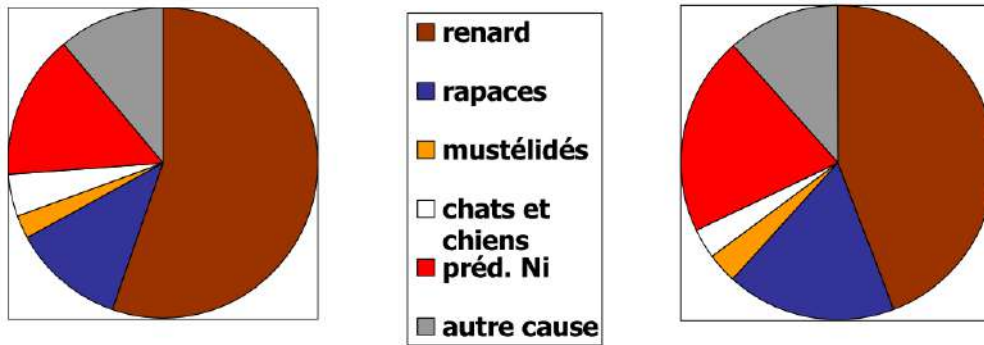 renard
rapaces
mustélidés
chats et
chiens
préd. Ni
autre cause